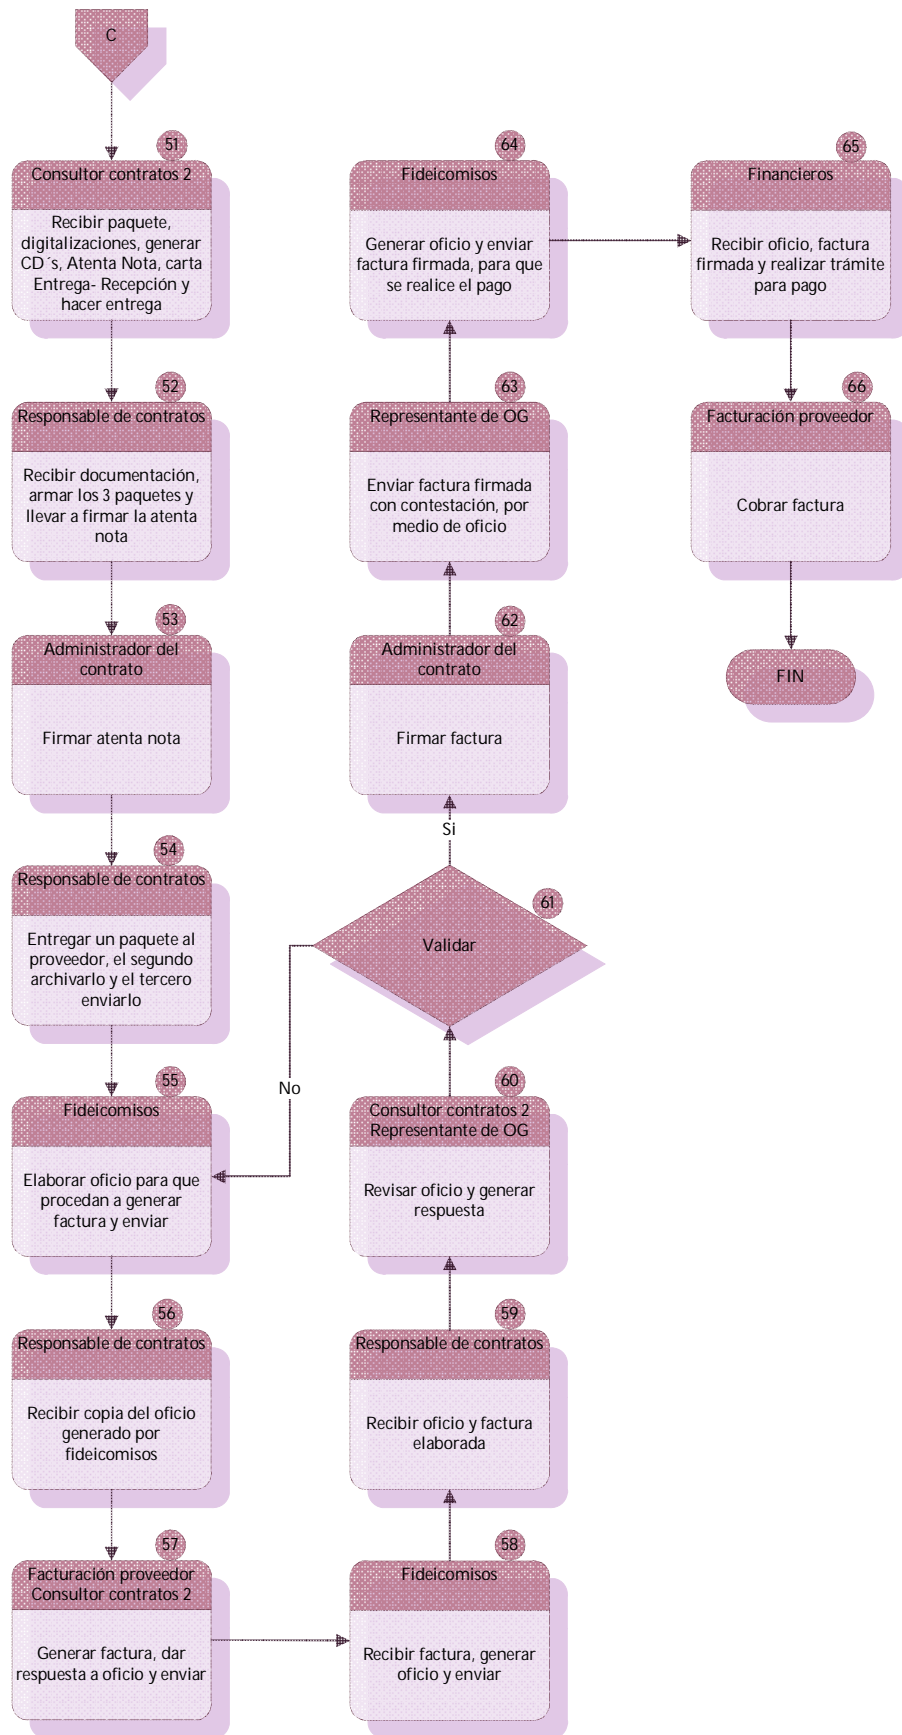 C
51
Consultor contratos 2
Recibir paquete,
digitalizaciones, generar
CD´s, Atenta Nota, carta
Entrega- Recepción y
hacer entrega
52
Responsable de contratos
Recibir documentación,
armar los 3 paquetes y
llevar a firmar la atenta
nota
53
Administrador del
contrato
Firmar atenta nota
54
Responsable de contratos
Entregar un paquete al
proveedor, el segundo
archivarlo y el tercero
enviarlo
55
Fideicomisos
Elaborar oficio para que
procedan a generar
factura y enviar
56
Responsable de contratos
Recibir copia del oficio
generado por
fideicomisos
57
Facturación proveedor
Consultor contratos 2
Generar factura, dar
respuesta a oficio y enviar
58
Fideicomisos
Recibir factura, generar
oficio y enviar
59
Responsable de contratos
Recibir oficio y factura
elaborada
60
Consultor contratos 2
Representante de OG
Revisar oficio y generar
respuesta
61
Validar
No
Si
62
Administrador del
contrato
Firmar factura
63
Representante de OG
Enviar factura firmada
con contestación, por
medio de oficio
64
Fideicomisos
Generar oficio y enviar
factura firmada, para que
se realice el pago
65
Financieros
Recibir oficio, factura
firmada y realizar trámite
para pago
66
Facturación proveedor
Cobrar factura
FIN